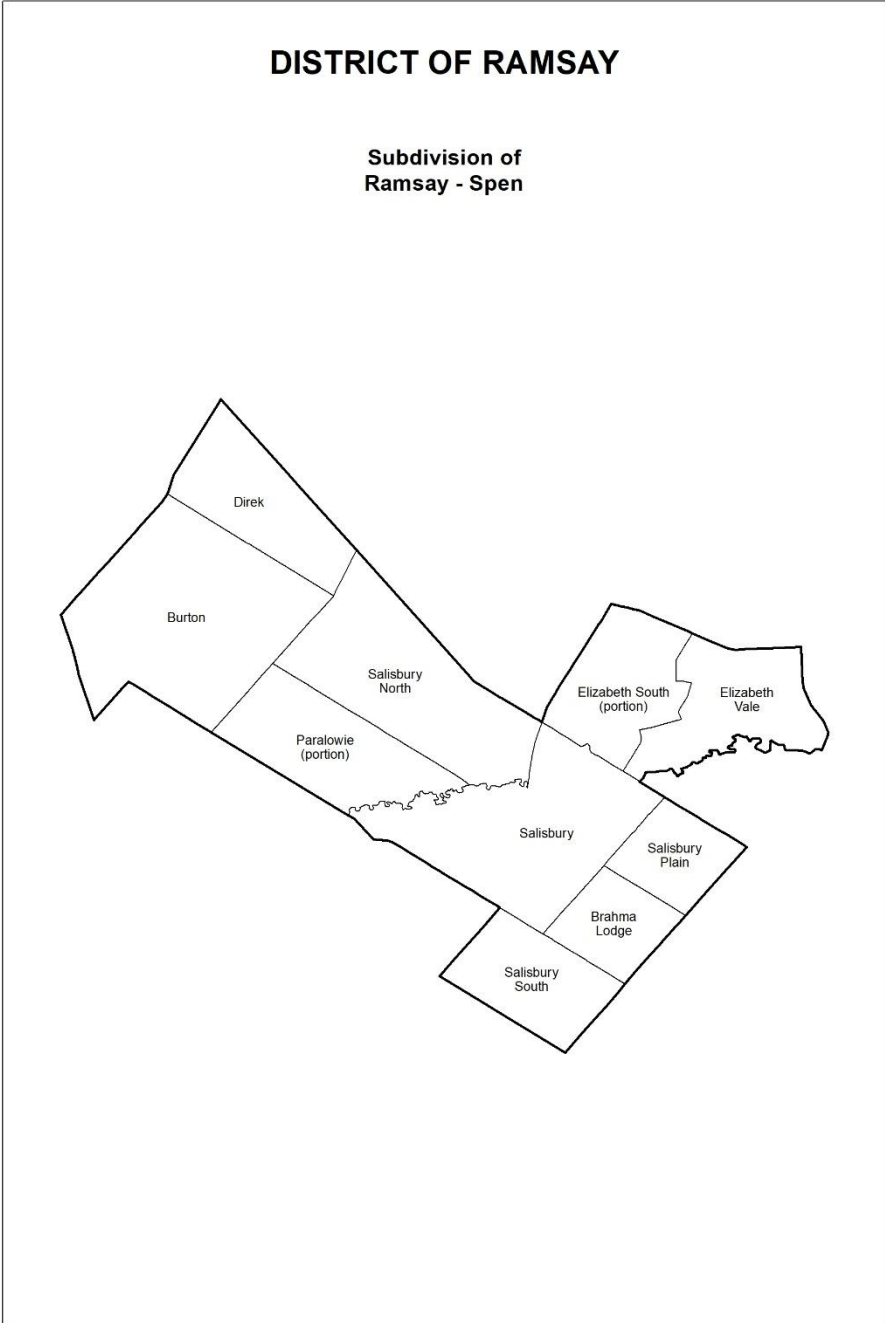 DISTRICT OF RAMSAY
Subdivision of
Ramsay - Spen
Direk
Burton
Salisbury
North
Elizabeth South
(portion)
Elizabeth
Vale
Paralowie
(portion)
Salisbury
Salisbury
Plain
Brahma
Lodge
Salisbury
South